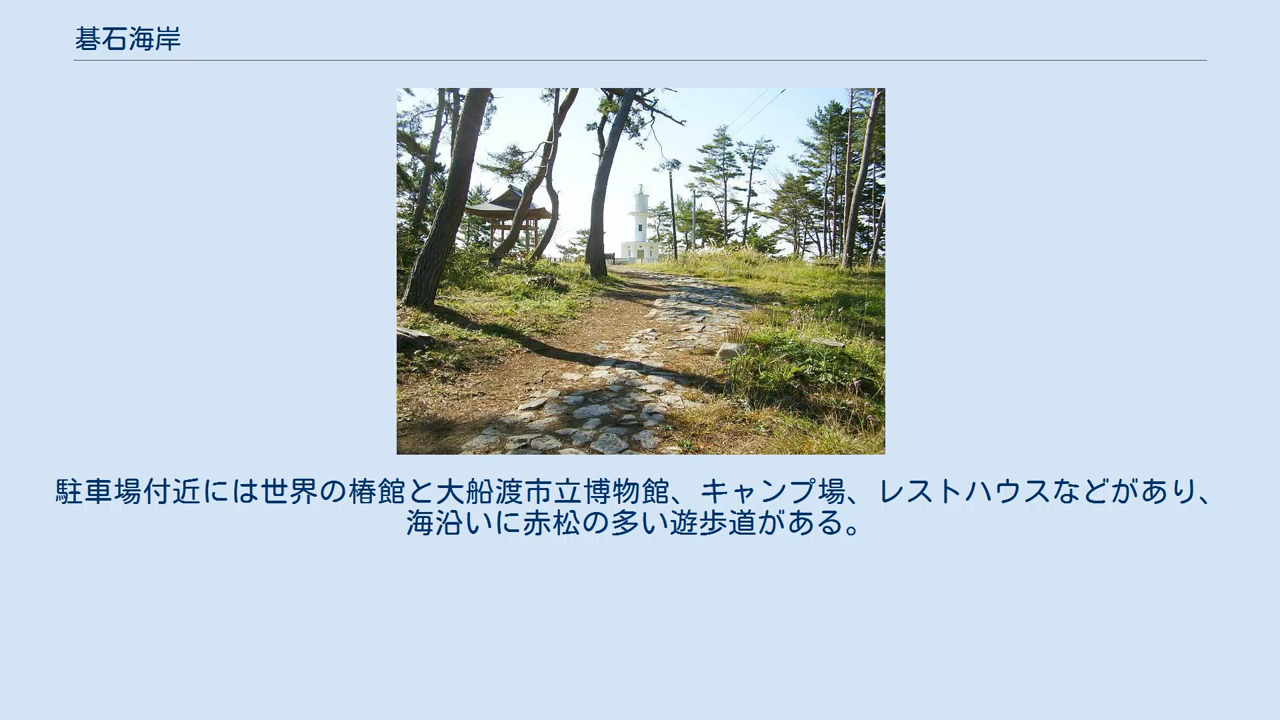 碁石海岸
駐車場付近には世界の椿館と大船渡市立博物館、キャンプ場、レストハウスなどがあり、
海沿いに赤松の多い遊歩道がある。